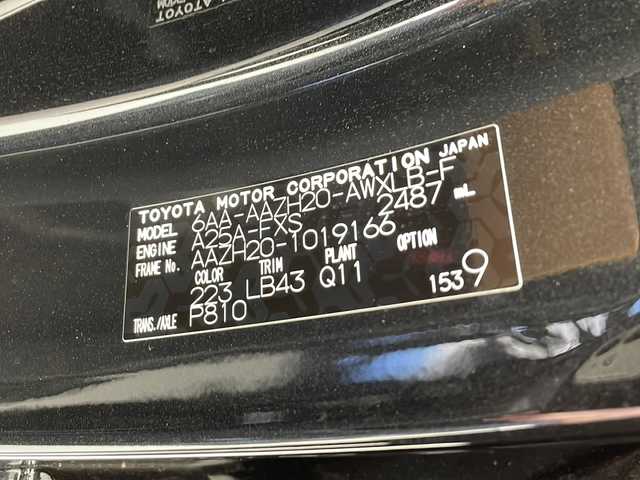 TOYOTA MOTOR CORPORATION JAPAN
MODEL 6AA-AAZH20-AWXLB-F
ENGINE A25A-FXS 2487 mL
FRAME No. AAZH20-1019166
COLOR TRIM PLANT OPTION
223 LB43 Q11 1539
TRANS./AXLE P810